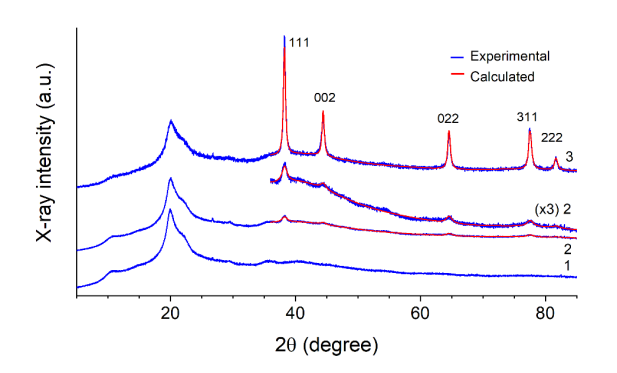 111
Experimental
Calculated
002
022
311
222
3
(x3) 2
2
1
X-ray intensity (a.u.)
20
40
60
80
2θ (degree)